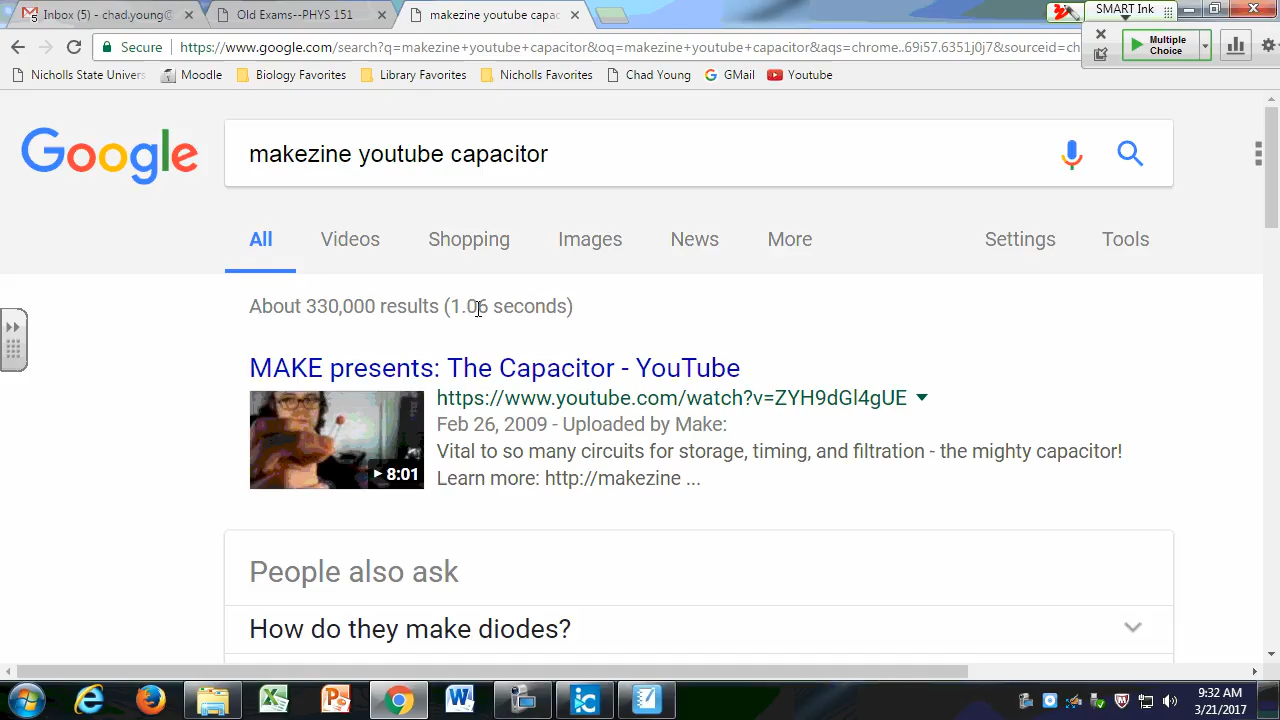 Inbox (5) - chad.young@
Old Exams--PHYS 151
makezine youtube capac
SMART Ink
Secure
https://www.google.com/search?q=makezine+youtube+capacitor&oq=makezine+youtube+capacitor&aqs=chrome..69i57.6351j0j7&sourceid=ch
Multiple
Choice
Nicholls State Univers
Moodle
Biology Favorites
Library Favorites
Nicholls Favorites
Chad Young
GMail
Youtube
Google
makezine youtube capacitor
All
Videos
Shopping
Images
News
More
Settings
Tools
About 330,000 results (1.06 seconds)
MAKE presents: The Capacitor - YouTube
https://www.youtube.com/watch?v=ZYH9dGl4gUE
Feb 26, 2009 - Uploaded by Make:
Vital to so many circuits for storage, timing, and filtration - the mighty capacitor!
Learn more: http://makezine ...
8:01
People also ask
How do they make diodes?
9:32 AM
3/21/2017